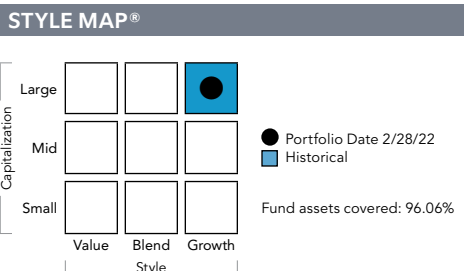 STYLE MAP®
Large
Capitalization
Mid
Small
Value Blend Growth
Style
Portfolio Date 2/28/22
Historical
Fund assets covered: 96.06%